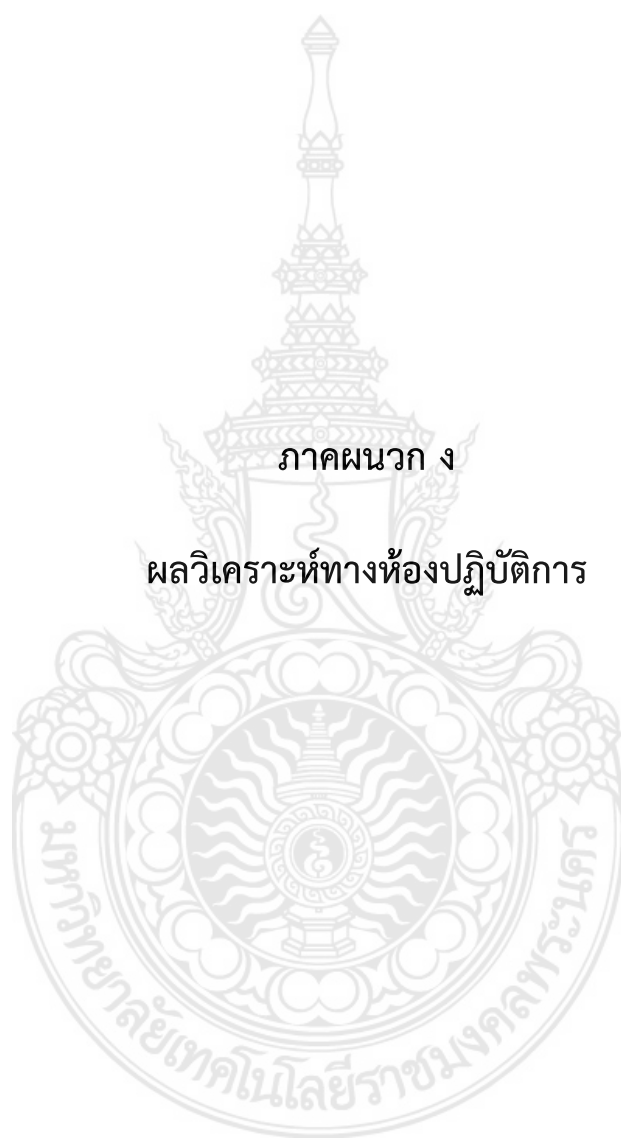 ภาคผนวก ง
ผลวิเคราะห์ทางห้องปฏิบัติการ
มหาวิทยาลัยเทคโนโลยีราชมงคลพระนคร